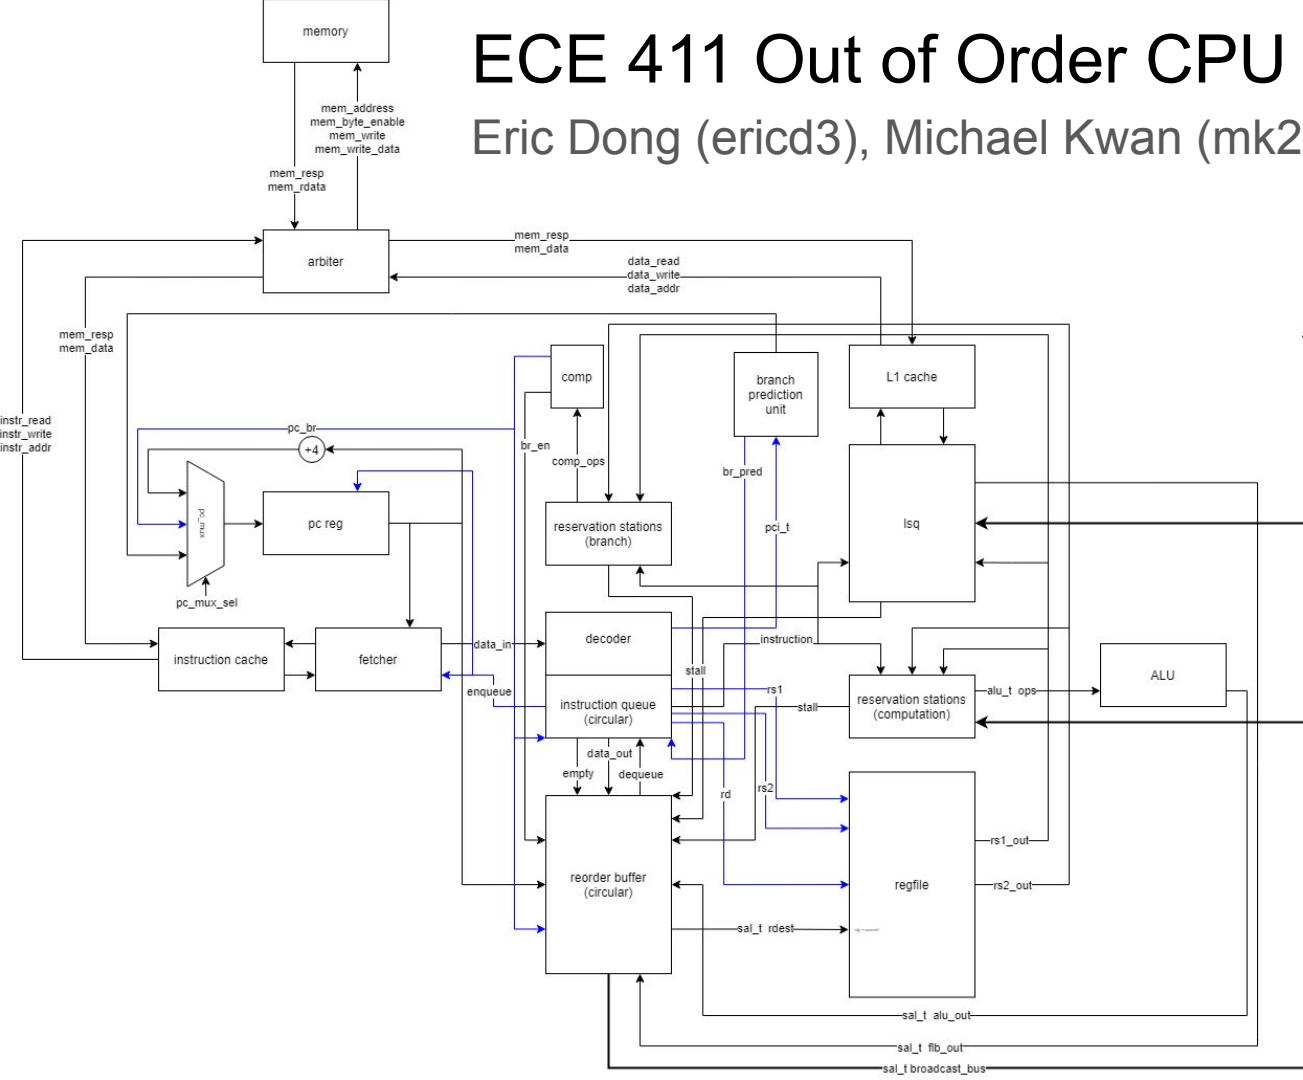 ECE 411 Out of Order CPU
Eric Dong (ericd3), Michael Kwan (mk2
memory
mem_address
mem_byte_enable
mem_write
mem_write_data
mem_resp
mem_rdata
arbiter
mem_resp
mem_data
data_read
data_write
data_addr
mem_resp
mem_data
instr_read
instr_write
instr_addr
comp
branch
prediction
unit
L1 cache
pc_br
+4
br_en
comp_ops
br_pred
pc_mux
pc reg
reservation stations
(branch)
pci_t
lsq
pc_mux_sel
instruction cache
fetcher
data_in
decoder
instruction
stall
enqueue
instruction queue
(circular)
rs1
stall
reservation stations
(computation)
alu_t ops
ALU
empty
data_out
dequeue
rd
rs2
reorder buffer
(circular)
regfile
rs1_out
rs2_out
sal_t rdest
sal_t alu_out
sal_t flb_out
sal_t broadcast_bus